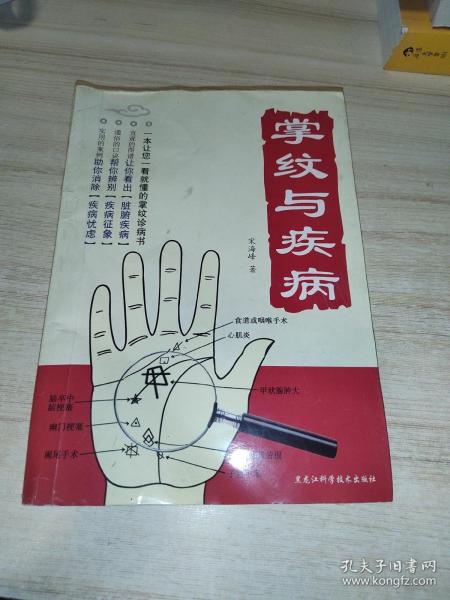 掌纹与疾病
宋海峰 著
一本让您一看就懂的掌纹诊病书
直观的图谱让你看出【脏腑疾病】
通俗的口诀帮你辨别【疾病征象】
实用的案例助你消除【疾病忧虑】
食道或咽喉手术
心肌炎
甲状腺肿大
脑卒中
脑梗塞
幽门梗塞
阑尾手术
黑龙江科学技术出版社
孔夫子旧书网
www.kongfz.com